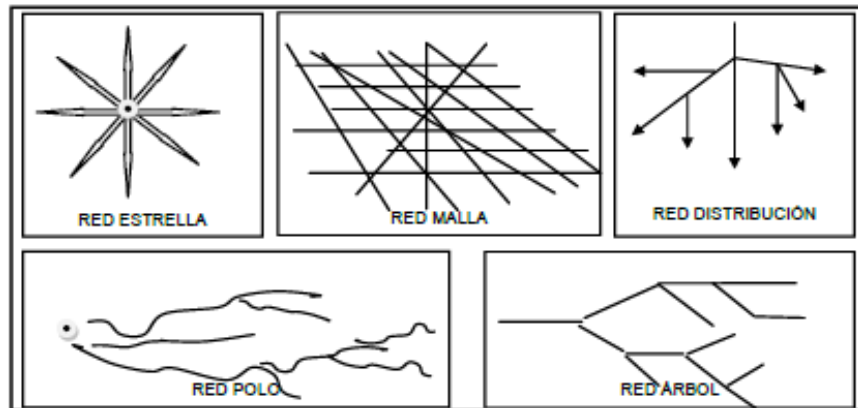 RED ESTRELLA
RED MALLA
RED DISTRIBUCIÓN
RED POLO
RED ÁRBOL